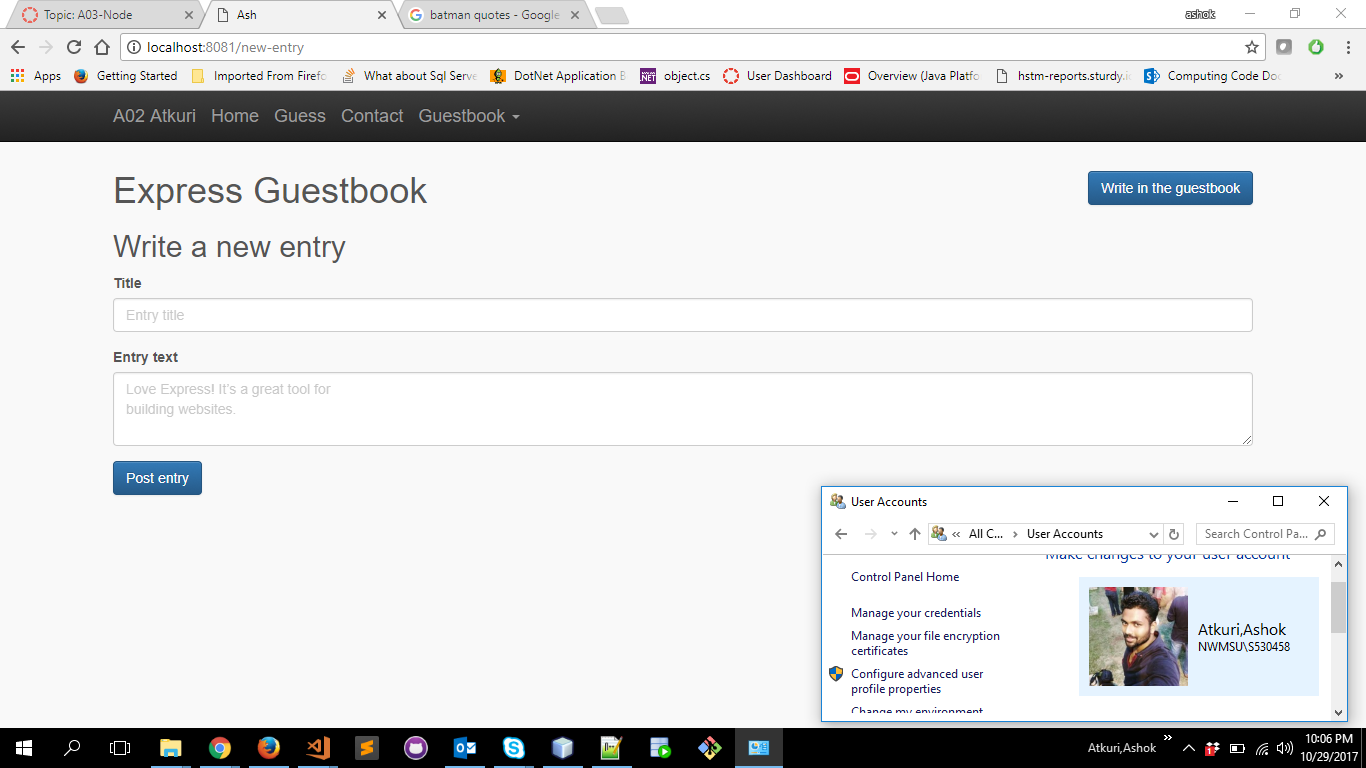 Topic: A03-Node
Ash
batman quotes - Google
ashok
localhost:8081/new-entry
Apps
Getting Started
Imported From Firefo
What about Sql Serve
DotNet Application B
object.cs
User Dashboard
Overview (Java Platfo
hstm-reports.sturdy.i
Computing Code Do
»
A02 Atkuri Home Guess Contact Guestbook
Express Guestbook
Write in the guestbook
Write a new entry
Title
Entry title
Entry text
Love Express! It's a great tool for
building websites.
Post entry
User Accounts
« All C... > User Accounts
Search Control Pa...
Make changes to your user account
Control Panel Home
Manage your credentials
Manage your file encryption
certificates
Configure advanced user
profile properties
Change my environment
Atkuri,Ashok
NWMSU\S530458
Atkuri,Ashok
»
10:06 PM
10/29/2017